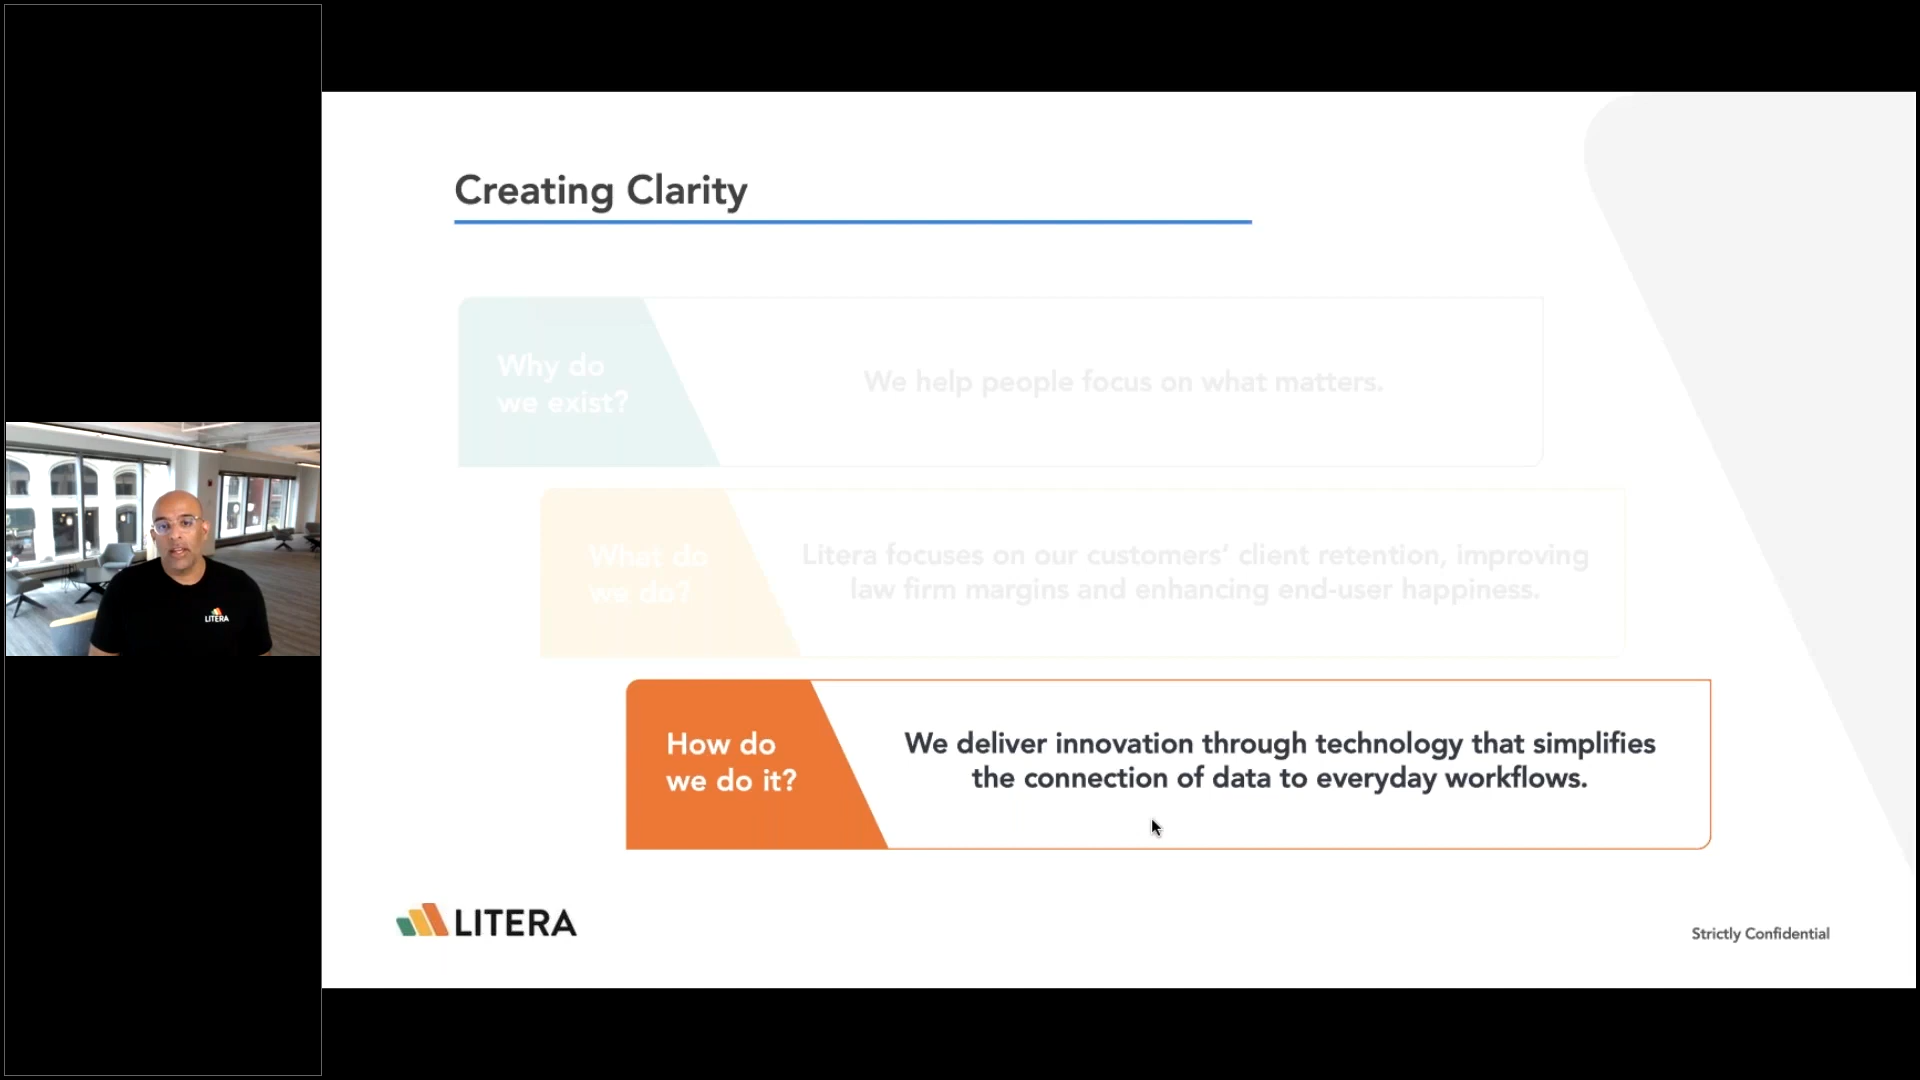 Creating Clarity
Why do
we exist?
We help people focus on what matters.
What do
we do?
Litera focuses on our customers’ client retention, improving
law firm margins and enhancing end-user happiness.
How do
we do it?
We deliver innovation through technology that simplifies
the connection of data to everyday workflows.
LITERA
LITERA
Strictly Confidential